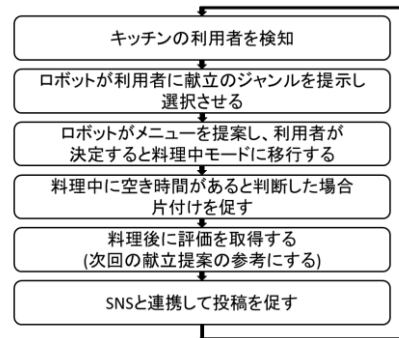 キッチンの利用者を検知
ロボットが利用者に献立のジャンルを提示し
選択させる
ロボットがメニューを提案し、利用者が
決定すると料理中モードに移行する
料理中に空き時間があると判断した場合
片付けを促す
料理後に評価を取得する
(次回の献立提案の参考にする)
SNSと連携して投稿を促す